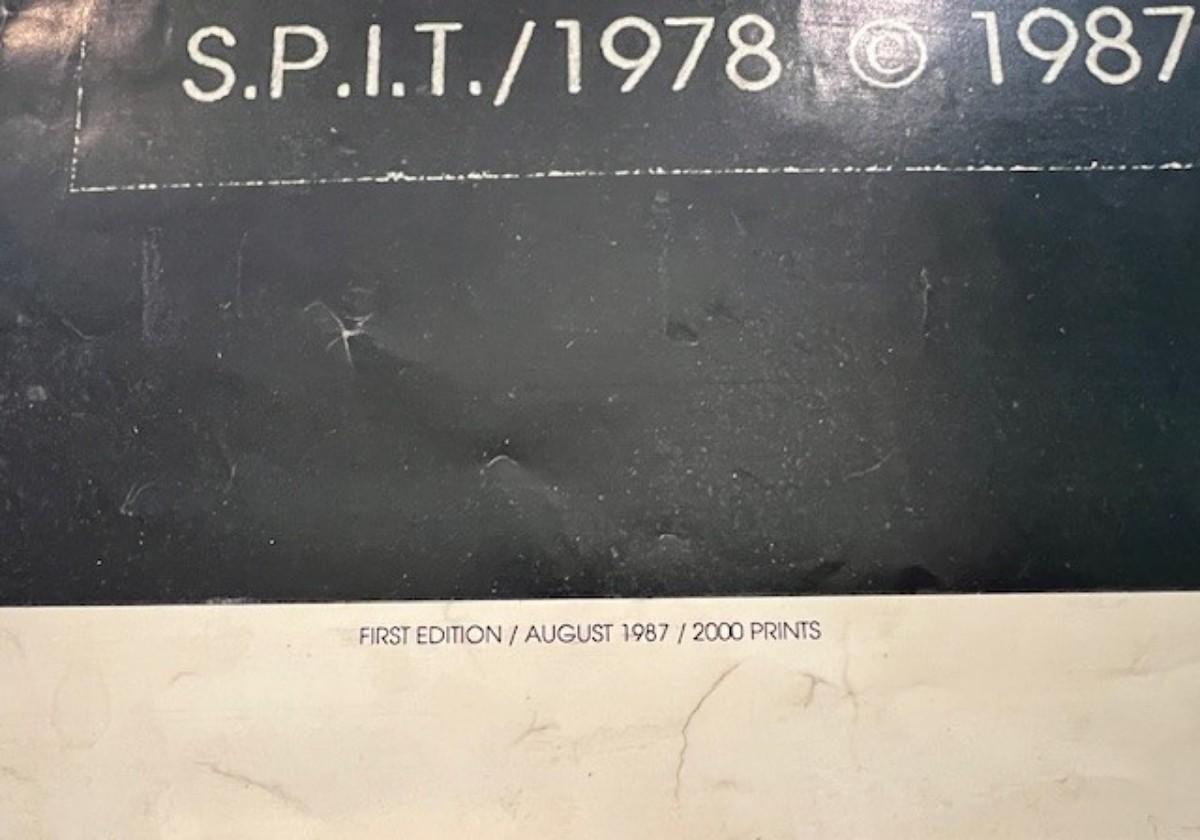 S.P.I.T./1978 © 1987
FIRST EDITION / AUGUST 1987 / 2000 PRINTS